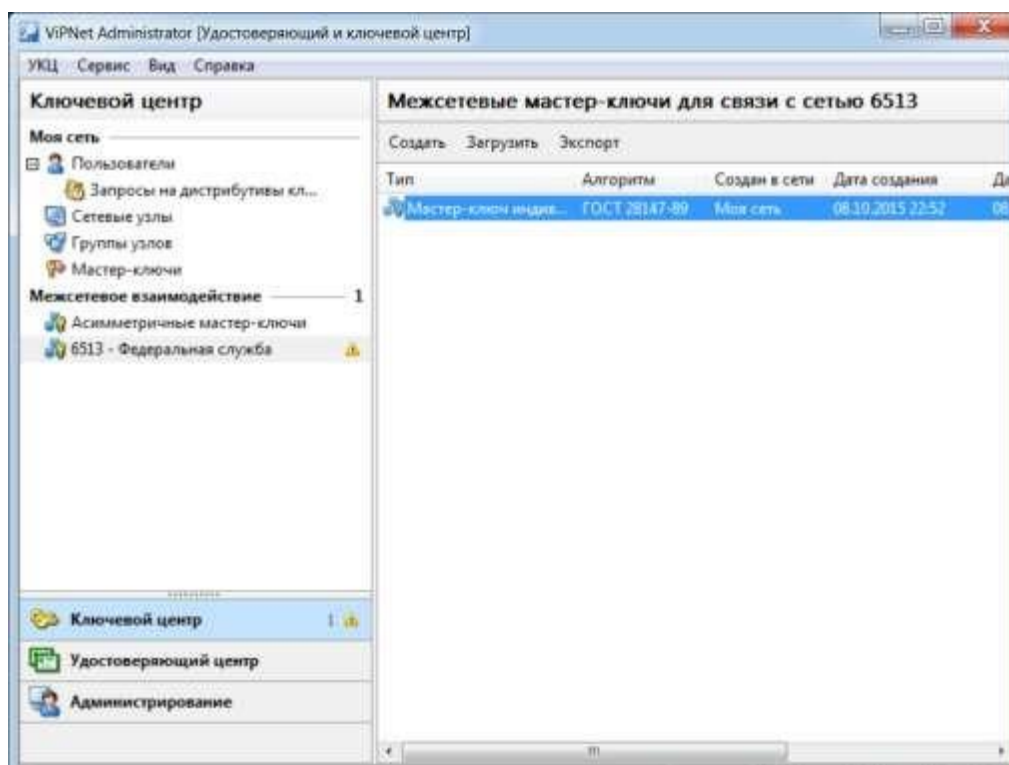 ViPNet Administrator [Удостоверяющий и ключевой центр]
УКЦ Сервис Вид Справка
Ключевой центр
Моя сеть
Пользователи
Запросы на дистрибутивы кл...
Сетевые узлы
Группы узлов
Мастер-ключи
Межсетевое взаимодействие 1
Асимметричные мастер-ключи
6513 - Федеральная служба
Ключевой центр 1
Удостоверяющий центр
Администрирование
Межсетевые мастер-ключи для связи с сетью 6513
Создать Загрузить Экспорт
Тип Алгоритм Создан в сети Дата создания Да
Мастер-ключ индив... ГОСТ 28147-89 Моя сеть 08.10.2015 22:52 08